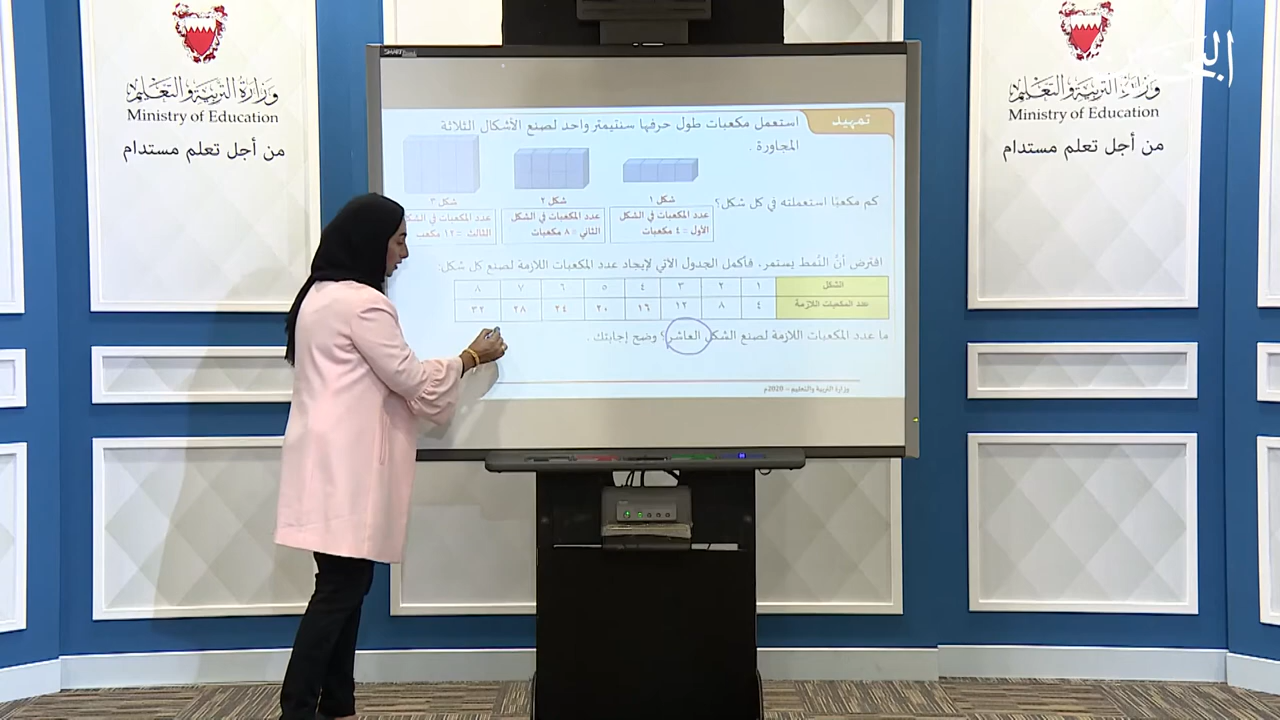 وزارة التربية والتعليم
Ministry of Education
من أجل تعلم مستدام
SMART
تمهيد
استعمل مكعبات طول حرفها سنتيمتر واحد لصنع الأشكال الثلاثة
المجاورة .
شكل ١
شكل ٢
شكل ٣
كم مكعبًا استعملته في كل شكل؟
عدد المكعبات في الشكل
الأول = ٤ مكعبات
عدد المكعبات في الشكل
الثاني = ٨ مكعبات
عدد المكعبات في الشكل
الثالث = ١٢ مكعب
افترض أنَّ النَّمط يستمر، فأكمل الجدول الآتي لإيجاد عدد المكعبات اللازمة لصنع كل شكل:
الشكل ١ ٢ ٣ ٤ ٥ ٦ ٧ ٨
عدد المكعبات اللازمة ٤ ٨ ١٢ ١٦ ٢٠ ٢٤ ٢٨ ٣٢
ما عدد المكعبات اللازمة لصنع الشكل العاشر؟ وضح إجابتك .
وزارة التربية والتعليم – 2020م
وزارة التربية والتعليم
Ministry of Education
من أجل تعلم مستدام